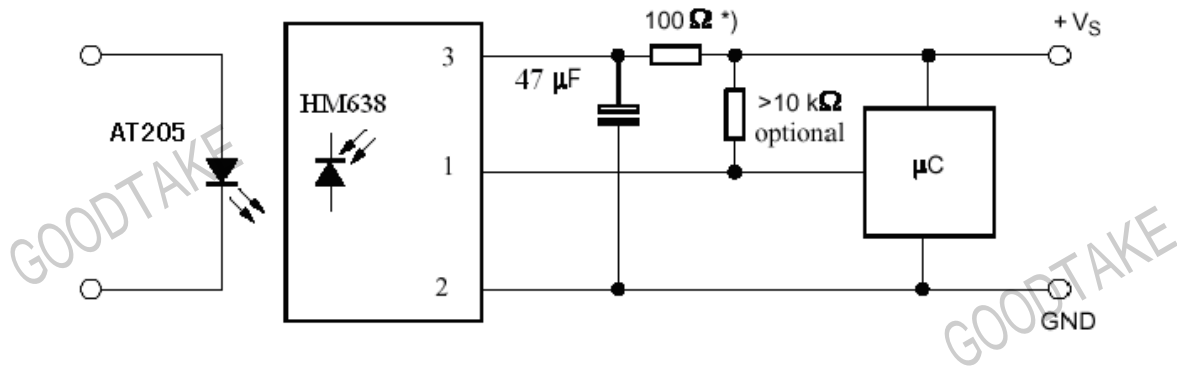 100 Ω *)
+ VS
3
47 µF
HM638
>10 kΩ
optional
AT205
1
µC
GOODTAKE
2
GOODTAKE
GND